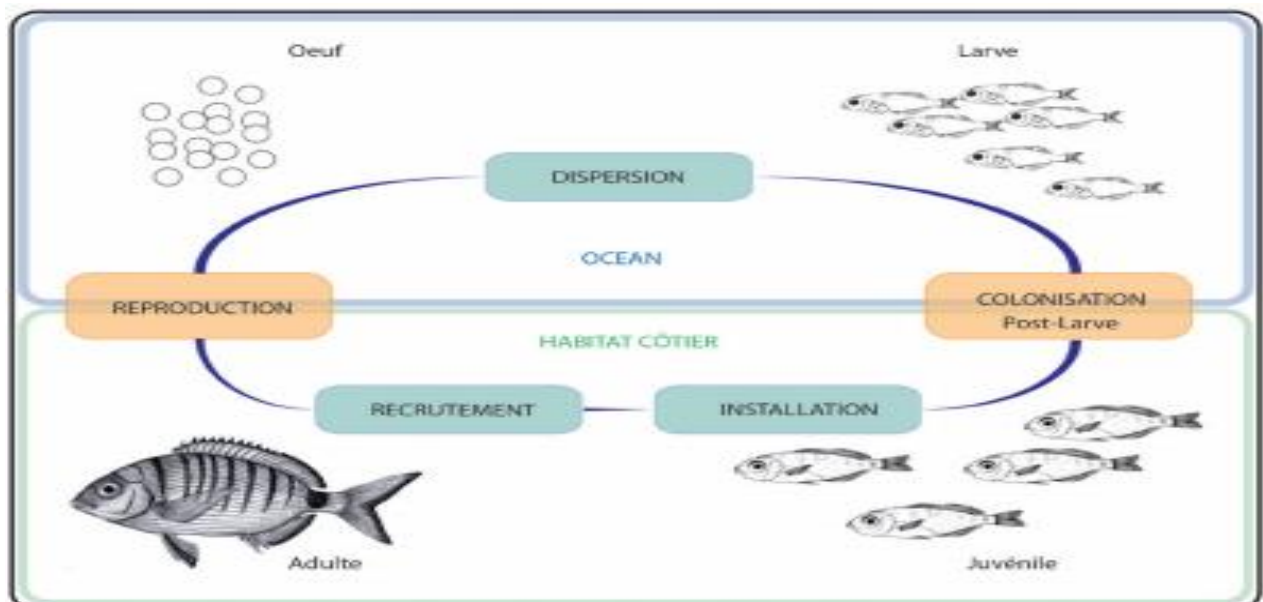 Oeuf
Larve
DISPERSION
OCEAN
REPRODUCTION
COLONISATION
Post-Larve
HABITAT CÔTIER
RECRUTEMENT
INSTALLATION
Adulte
Juvénile